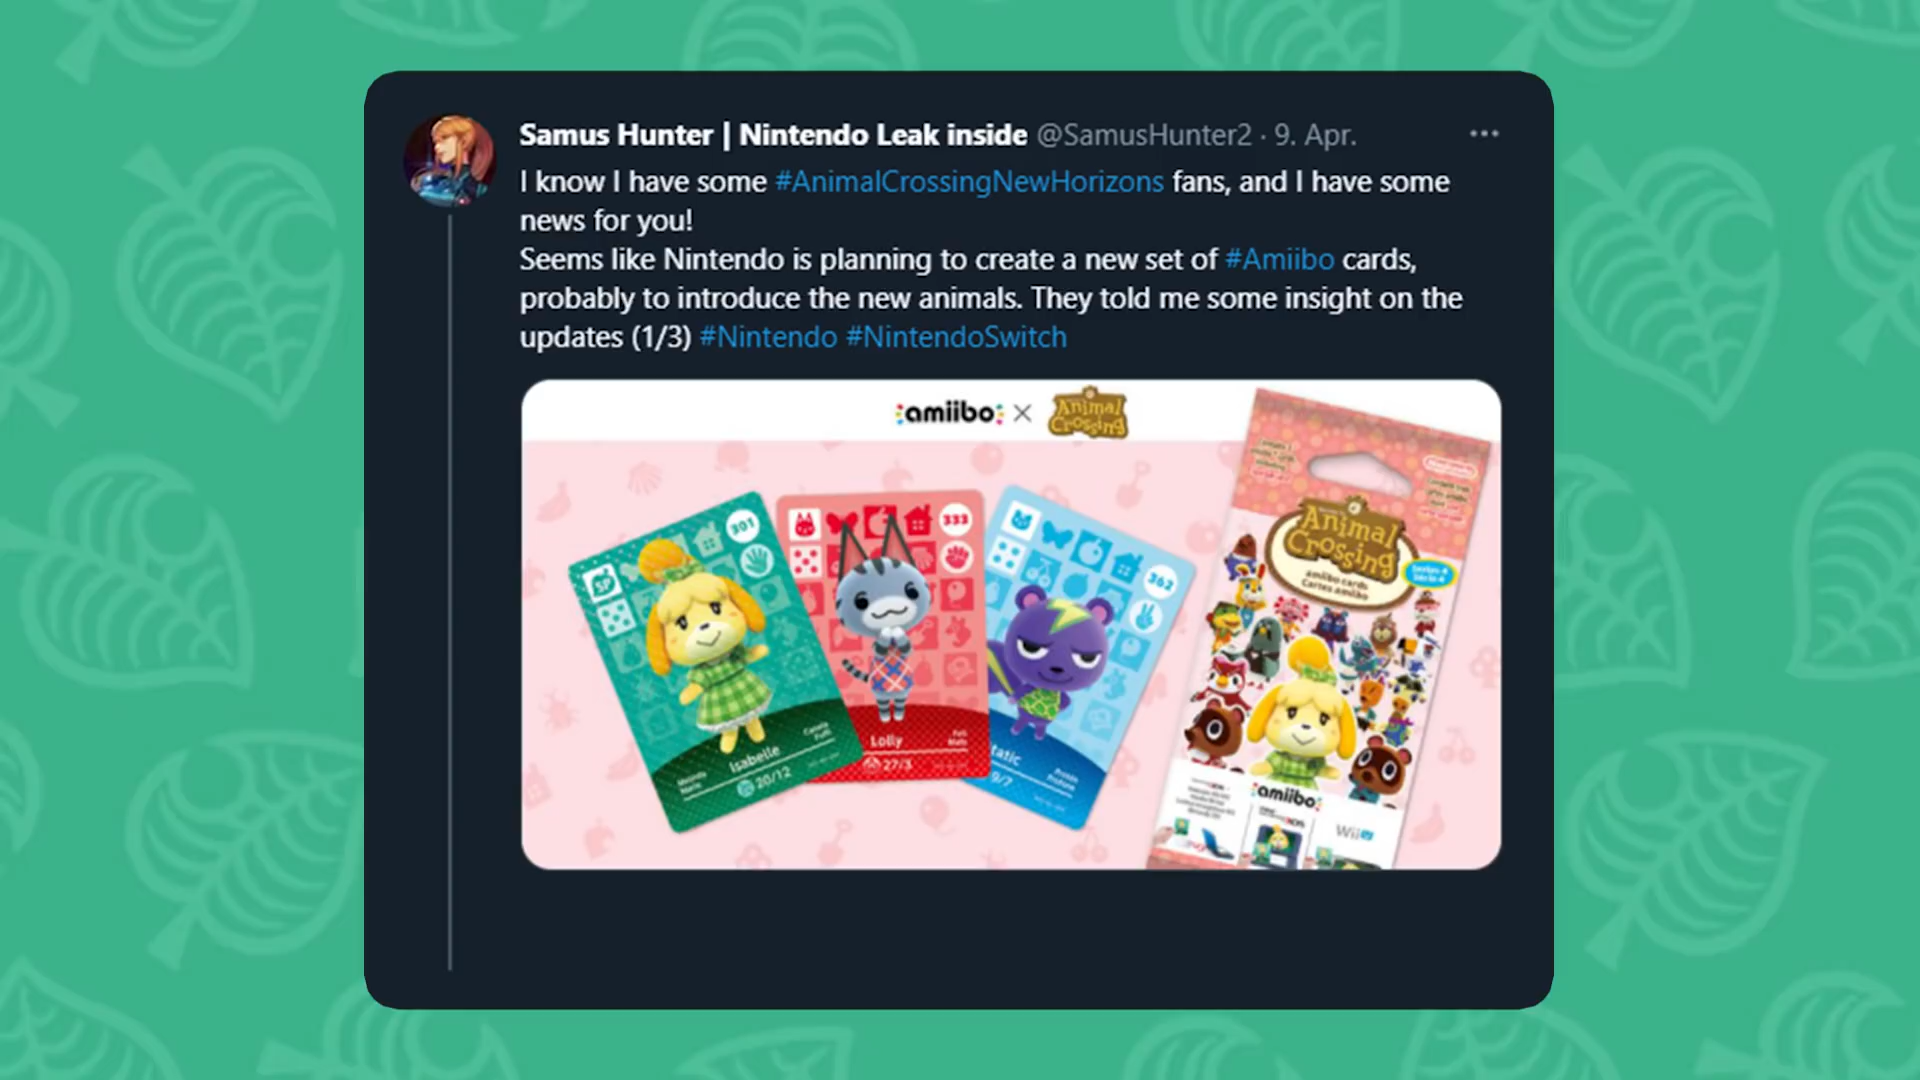 Samus Hunter | Nintendo Leak inside @SamusHunter2 · 9. Apr.
I know I have some #AnimalCrossingNewHorizons fans, and I have some
news for you!
Seems like Nintendo is planning to create a new set of #Amiibo cards,
probably to introduce the new animals. They told me some insight on the
updates (1/3) #Nintendo #NintendoSwitch
amiibo × Animal Crossing
301
SP
Isabelle
20/12
333
Lolly
27/3
362
tatic
9/7
Animal
Crossing
amiibo cards
Cartes amiibo
amiibo
Wii U